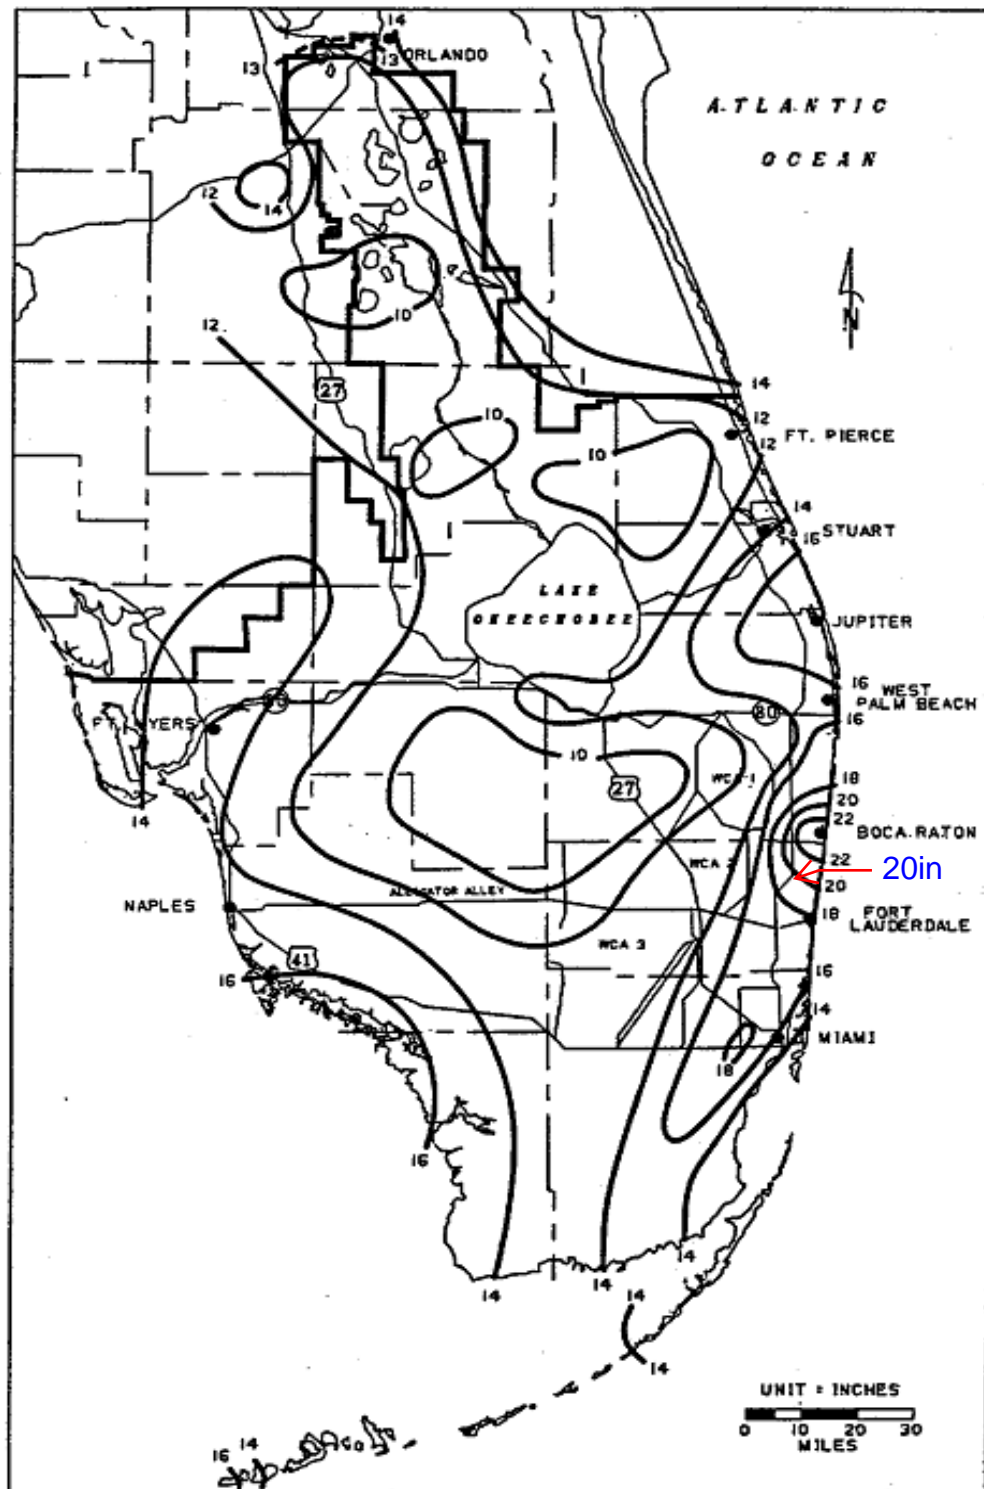 14
13
13
ORLANDO
ATLANTIC
OCEAN
12
14
10
N
12
27
14
12
10
FT. PIERCE
12
10
14
STUART
16
LAKE
OKEECHOBEE
JUPITER
16
WEST
PALM BEACH
80
16
FT. MYERS
10
18
WCA-1
27
20
14
22
BOCA RATON
WCA 2
22
20in
ALLIGATOR ALLEY
20
NAPLES
18
FORT
LAUDERDALE
WCA 3
41
16
16
14
MIAMI
18
16
14
14
14
14
14
UNIT = INCHES
0 10 20 30
MILES
14
16